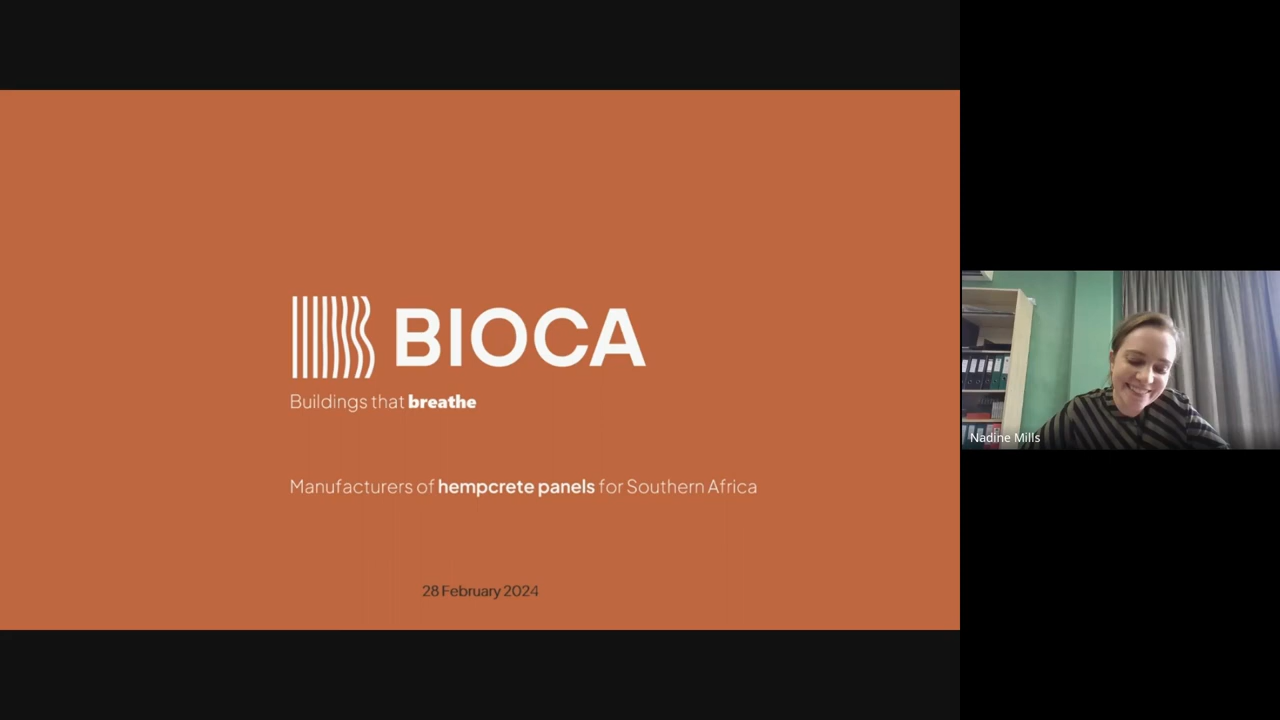 BIOCA
Buildings that breathe
Manufacturers of hempcrete panels for Southern Africa
28 February 2024
Nadine Mills